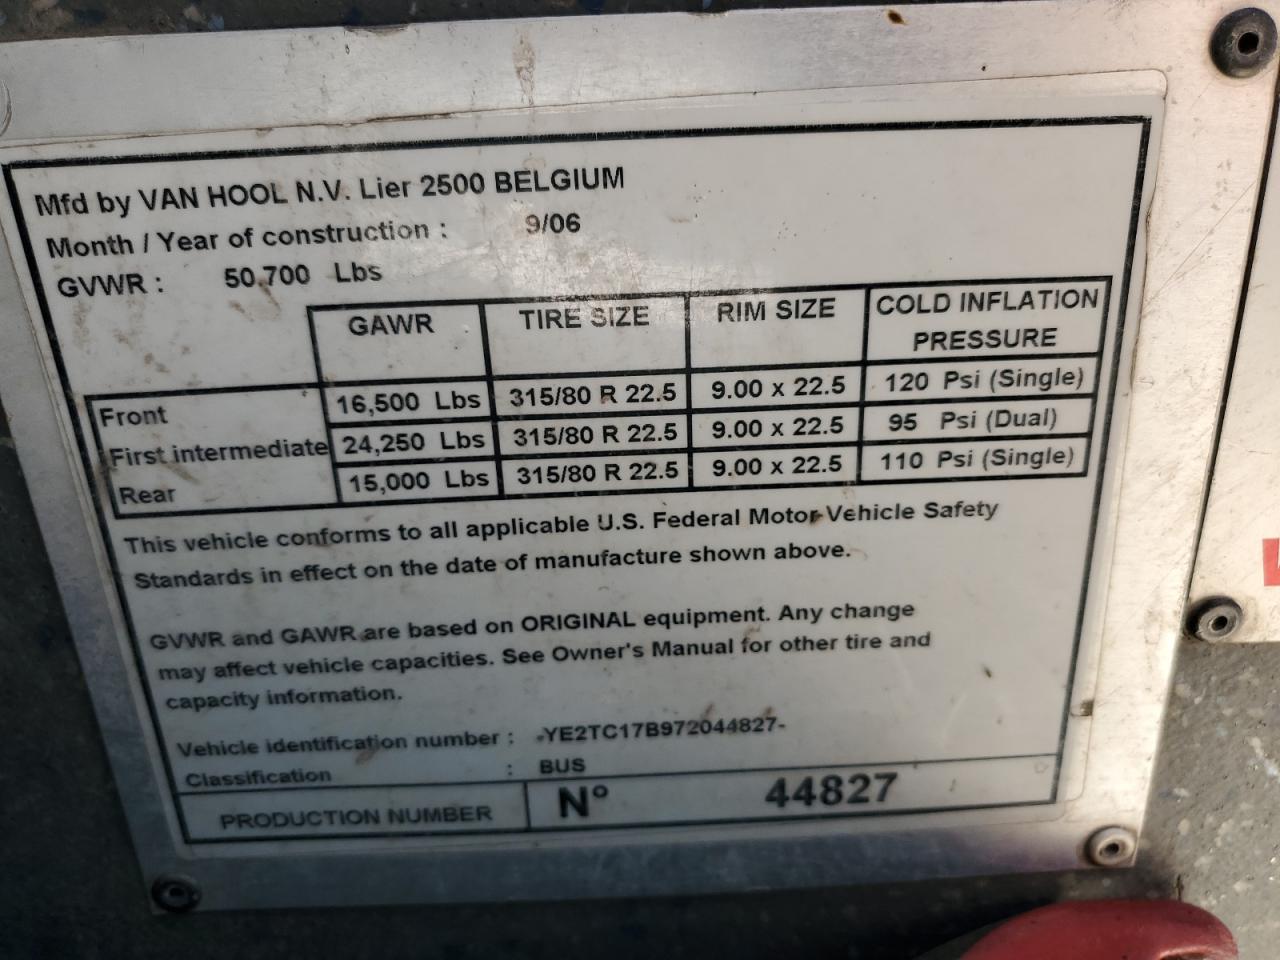 Mfd by VAN HOOL N.V. Lier 2500 BELGIUM
Month / Year of construction : 9/06
GVWR : 50,700 Lbs
GAWR TIRE SIZE RIM SIZE COLD INFLATION PRESSURE
Front 16,500 Lbs 315/80 R 22.5 9.00 x 22.5 120 Psi (Single)
First intermediate 24,250 Lbs 315/80 R 22.5 9.00 x 22.5 95 Psi (Dual)
Rear 15,000 Lbs 315/80 R 22.5 9.00 x 22.5 110 Psi (Single)
This vehicle conforms to all applicable U.S. Federal Motor Vehicle Safety
Standards in effect on the date of manufacture shown above.
GVWR and GAWR are based on ORIGINAL equipment. Any change
may affect vehicle capacities. See Owner's Manual for other tire and
capacity information.
Vehicle identification number : -YE2TC17B972044827-
Classification : BUS
PRODUCTION NUMBER N° 44827